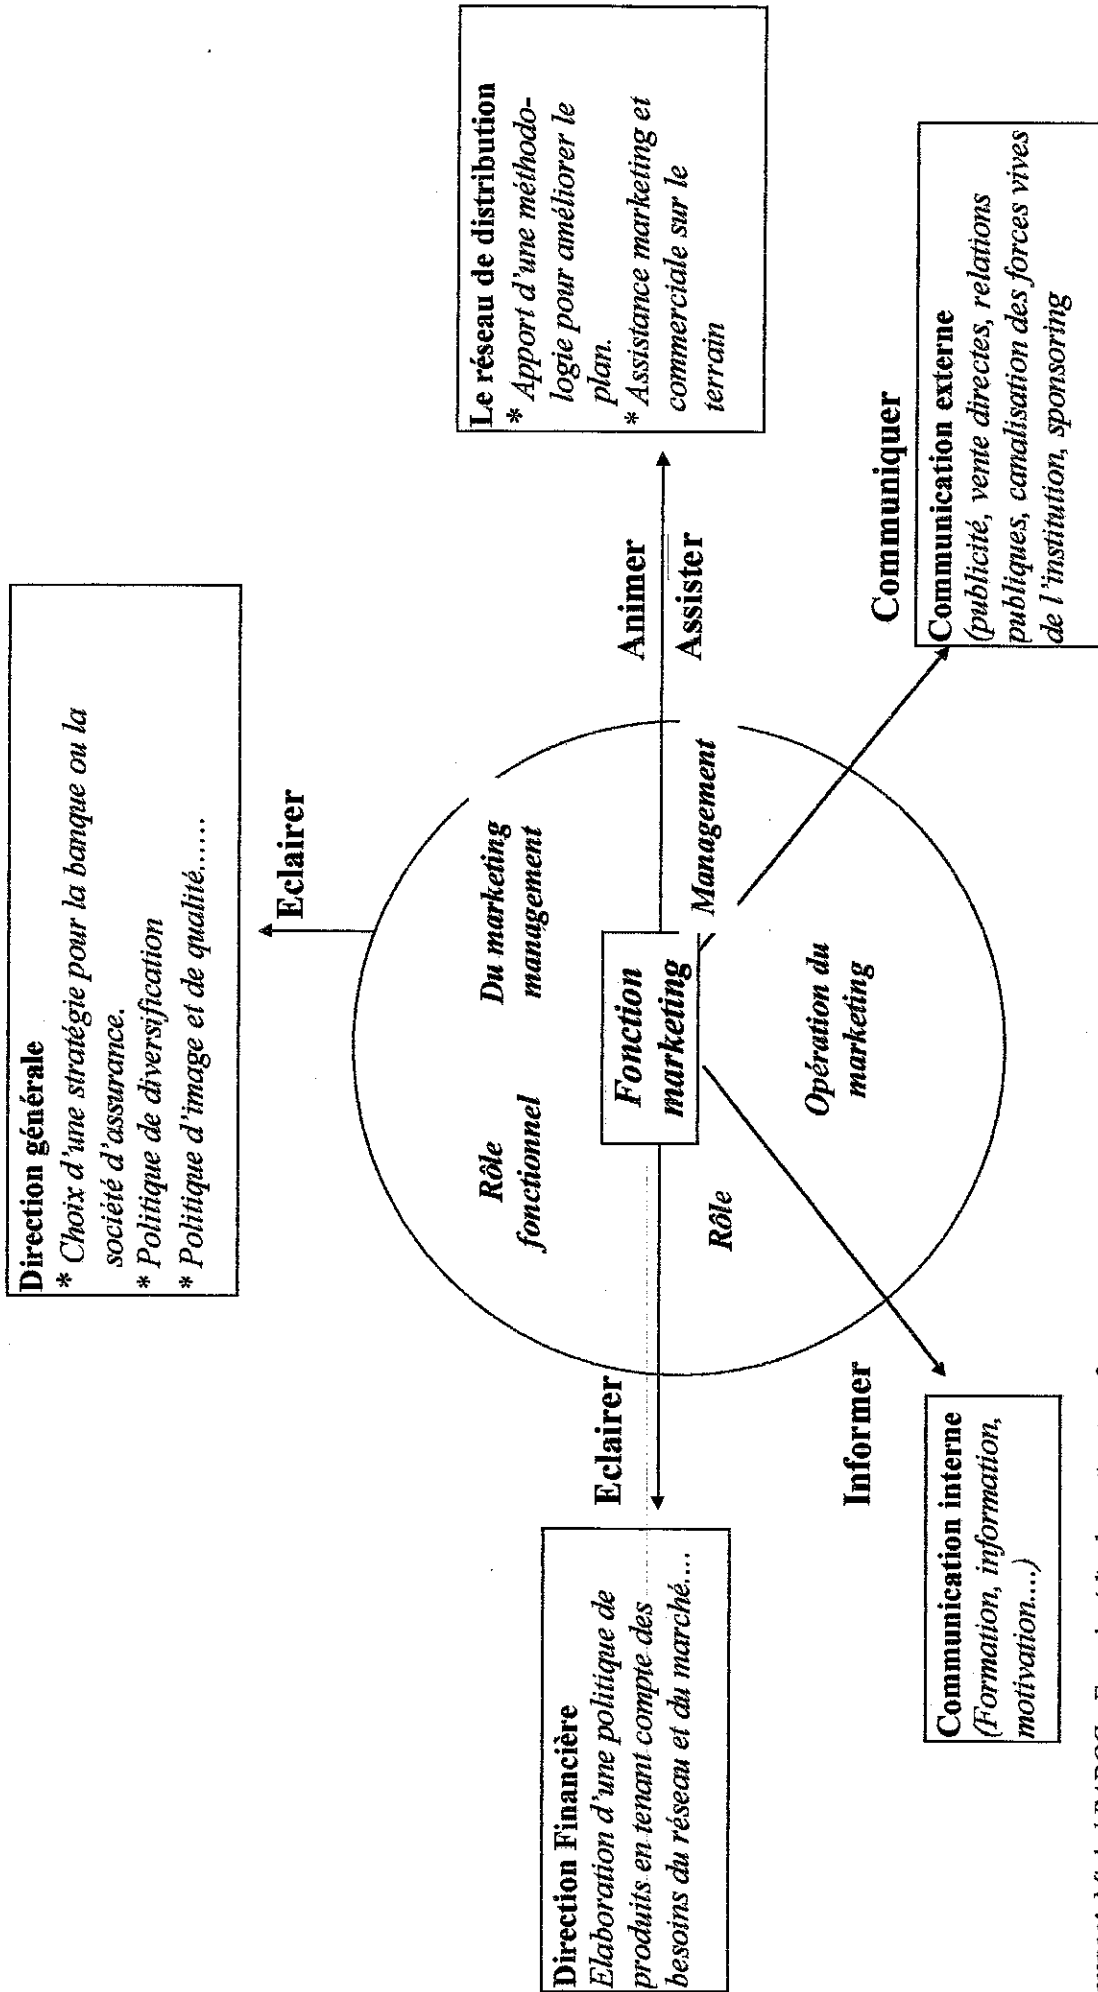 Direction générale
* Choix d'une stratégie pour la banque ou la
société d'assurance.
* Politique de diversification
* Politique d'image et de qualité……
Eclairer
Le réseau de distribution
* Apport d'une méthodo-
logie pour améliorer le
plan.
* Assistance marketing et
commerciale sur le
terrain
Animer
Assister
Rôle
fonctionnel
Du marketing
management
Fonction
marketing
Management
Rôle
Opération du
marketing
Eclairer
Direction Financière
Elaboration d'une politique de
produits en tenant compte des
besoins du réseau et du marché…
Informer
Communication interne
(Formation, information,
motivation…)
Communiquer
Communication externe
(publicité, vente directes, relations
publiques, canalisation des forces vives
de l'institution, sponsoring